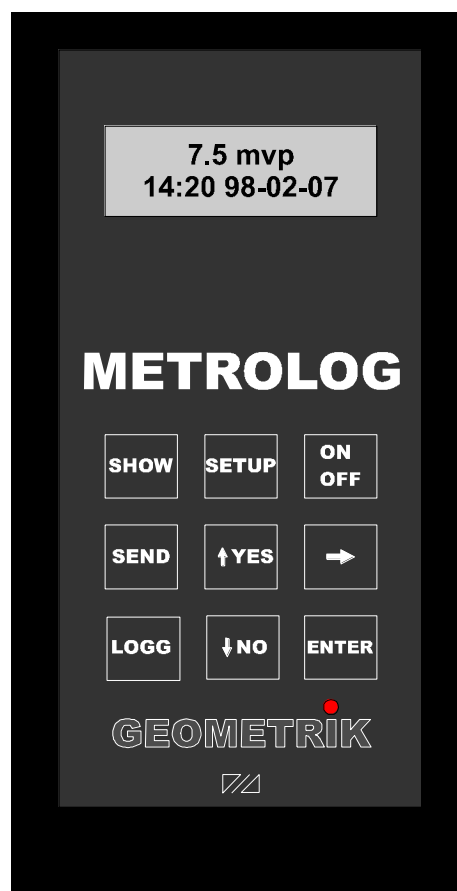 7.5 mvp
14:20 98-02-07
METROLOG
SHOW SETUP ON
OFF
SEND YES
LOGG NO ENTER
GEOMETRIK